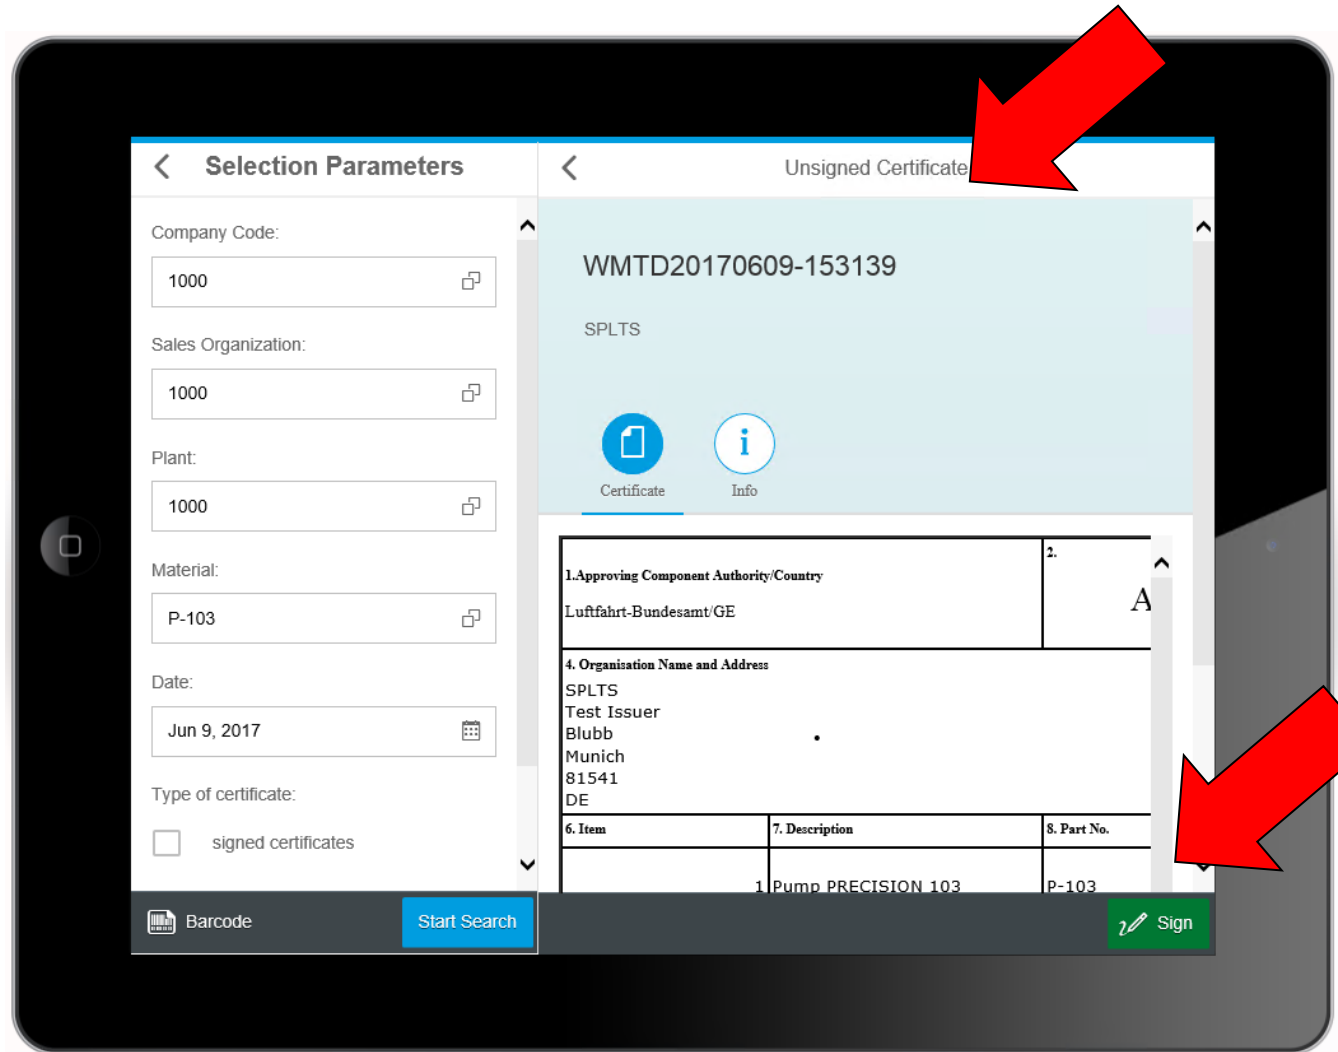 Selection Parameters
Company Code:
1000
Sales Organization:
1000
Plant:
1000
Material:
P-103
Date:
Jun 9, 2017
Type of certificate:
signed certificates
Barcode
Start Search
Unsigned Certificate
WMTD20170609-153139
SPLTS
i
Certificate
Info
1.Approving Component Authority/Country
Luftfahrt-Bundesamt/GE
2.
A
4. Organisation Name and Address
SPLTS
Test Issuer
Blubb
Munich
81541
DE
6. Item
7. Description
8. Part No.
1
Pump PRECISION 103
P-103
Sign